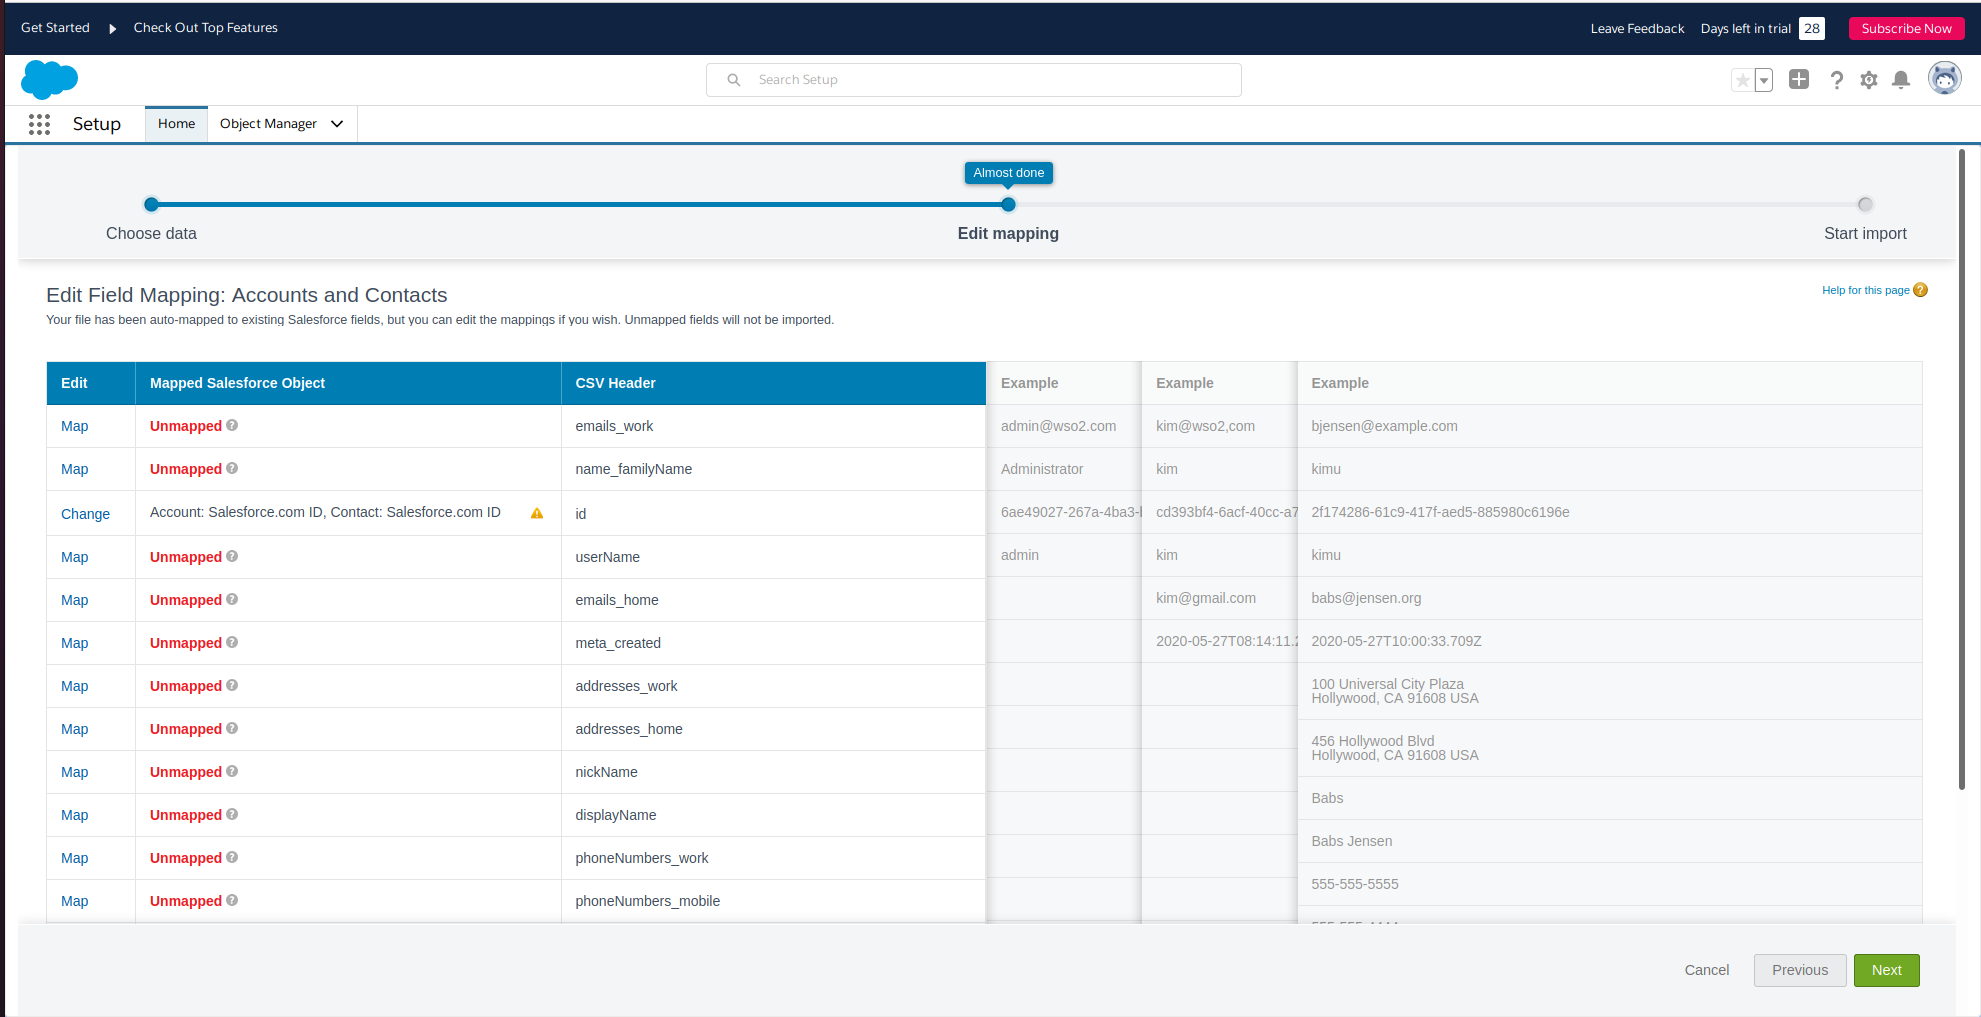 Get Started Check Out Top Features Leave Feedback Days left in trial 28 Subscribe Now
Search Setup
Setup Home Object Manager
Almost done
Choose data Edit mapping Start import
Edit Field Mapping: Accounts and Contacts Help for this page ?
Your file has been auto-mapped to existing Salesforce fields, but you can edit the mappings if you wish. Unmapped fields will not be imported.
Edit Mapped Salesforce Object CSV Header Example Example Example
Map Unmapped ? emails_work admin@wso2.com kim@wso2,com bjensen@example.com
Map Unmapped ? name_familyName Administrator kim kimu
Change Account: Salesforce.com ID, Contact: Salesforce.com ID id 6ae49027-267a-4ba3- cd393bf4-6acf-40cc-a7 2f174286-61c9-417f-aed5-885980c6196e
Map Unmapped ? userName admin kim kimu
Map Unmapped ? emails_home kim@gmail.com babs@jensen.org
Map Unmapped ? meta_created 2020-05-27T08:14:11.2 2020-05-27T10:00:33.709Z
Map Unmapped ? addresses_work 100 Universal City Plaza
Hollywood, CA 91608 USA
Map Unmapped ? addresses_home 456 Hollywood Blvd
Hollywood, CA 91608 USA
Map Unmapped ? nickName Babs
Map Unmapped ? displayName Babs Jensen
Map Unmapped ? phoneNumbers_work 555-555-5555
Map Unmapped ? phoneNumbers_mobile
Cancel Previous Next